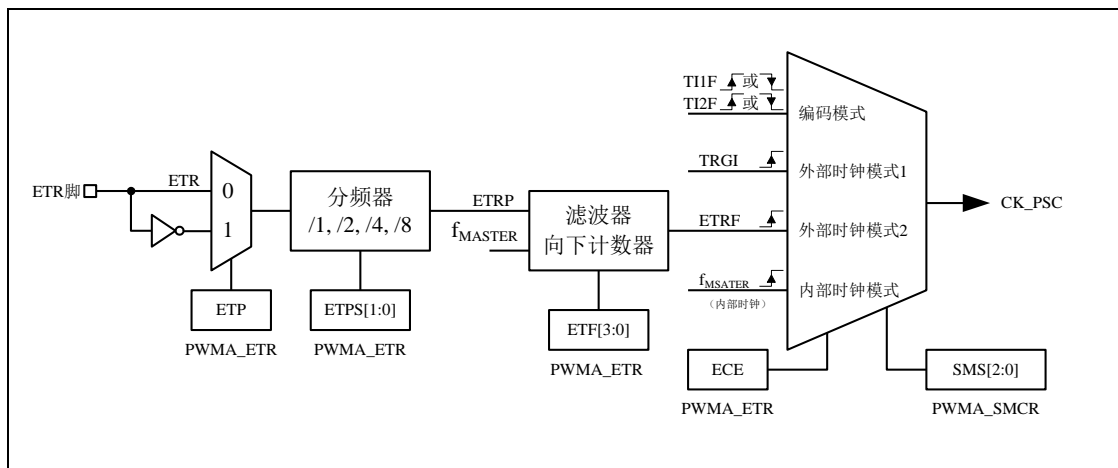 TI1F 或
TI2F 或
编码模式
TRGI
外部时钟模式1
ETR脚
ETR
0
1
分频器
/1, /2, /4, /8
ETRP
fMASTER
滤波器
向下计数器
ETRF
外部时钟模式2
CK_PSC
fMSATER
(内部时钟)
内部时钟模式
ETP
PWMA_ETR
ETPS[1:0]
PWMA_ETR
ETF[3:0]
PWMA_ETR
ECE
PWMA_ETR
SMS[2:0]
PWMA_SMCR